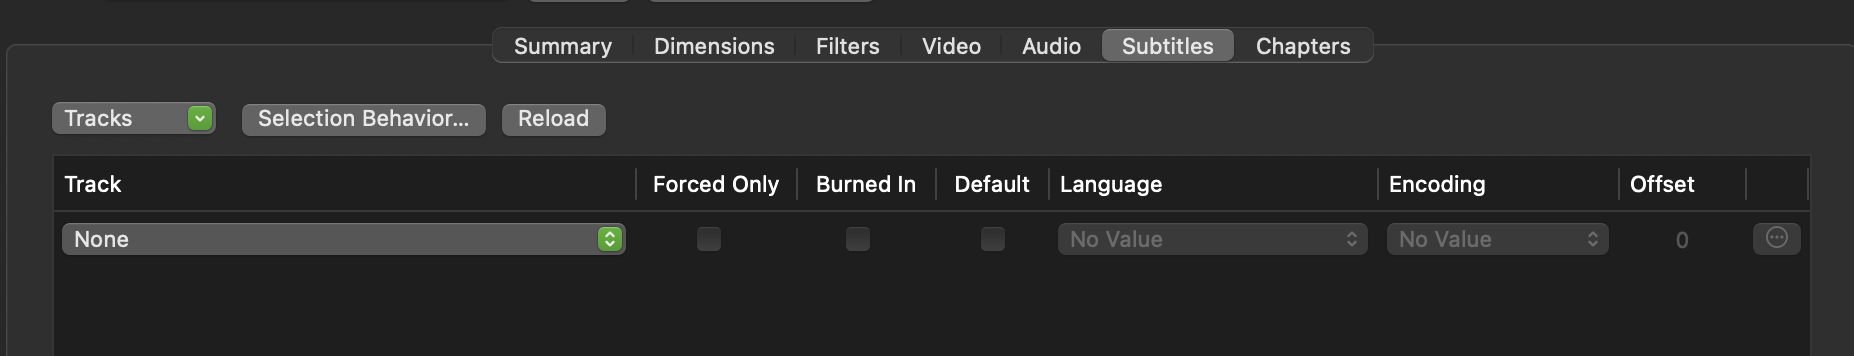 Summary Dimensions Filters Video Audio Subtitles Chapters
Tracks Selection Behavior... Reload
Track Forced Only Burned In Default Language Encoding Offset
None No Value No Value 0